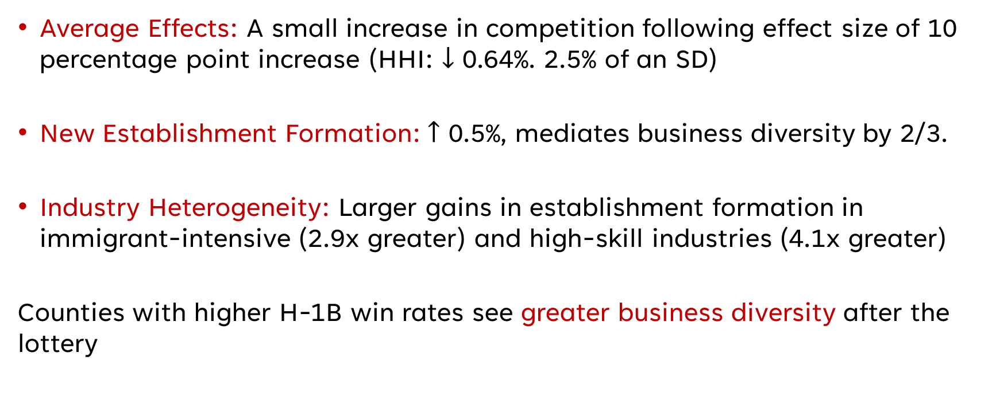 • Average Effects: A small increase in competition following effect size of 10
percentage point increase (HHI: ↓ 0.64%. 2.5% of an SD)
• New Establishment Formation: ↑ 0.5%, mediates business diversity by 2/3.
• Industry Heterogeneity: Larger gains in establishment formation in
immigrant-intensive (2.9x greater) and high-skill industries (4.1x greater)
Counties with higher H-1B win rates see greater business diversity after the
lottery